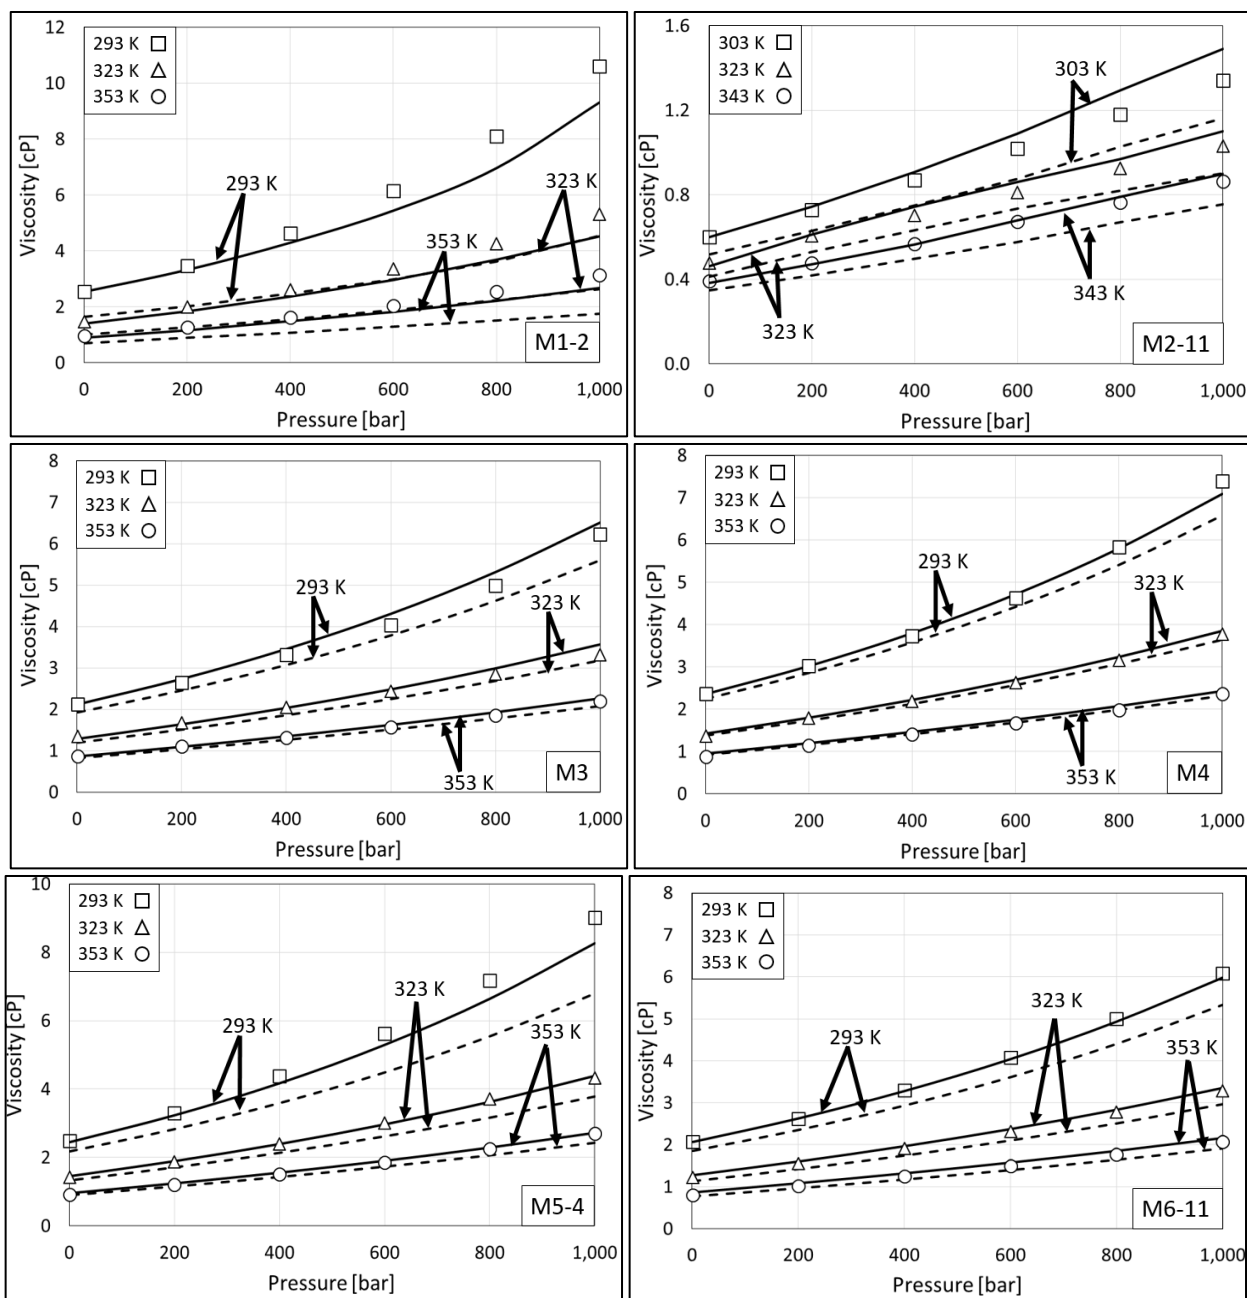 12
10
8
6
4
2
0
Viscosity [cP]
293 K
323 K
353 K
293 K
353 K
323 K
M1-2
0
200
400
600
800
1,000
Pressure [bar]
1.6
1.2
0.8
0.4
0.0
Viscosity [cP]
303 K
323 K
343 K
303 K
323 K
343 K
M2-11
0
200
400
600
800
1,000
Pressure [bar]
8
7
6
5
4
3
2
1
0
Viscosity [cP]
293 K
323 K
353 K
293 K
323 K
353 K
M3
0
200
400
600
800
1,000
Pressure [bar]
8
7
6
5
4
3
2
1
0
Viscosity [cP]
293 K
323 K
353 K
293 K
323 K
353 K
M4
0
200
400
600
800
1,000
Pressure [bar]
10
8
6
4
2
0
Viscosity [cP]
293 K
323 K
353 K
293 K
323 K
353 K
M5-4
0
200
400
600
800
1,000
Pressure [bar]
8
7
6
5
4
3
2
1
0
Viscosity [cP]
293 K
323 K
353 K
293 K
323 K
353 K
M6-11
0
200
400
600
800
1,000
Pressure [bar]